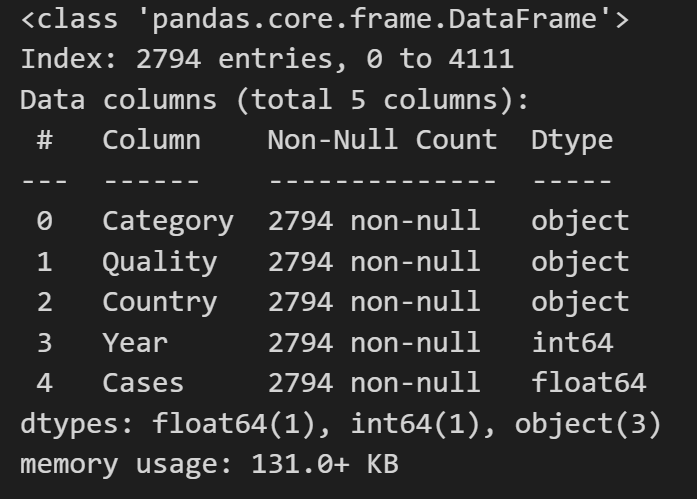 <class 'pandas.core.frame.DataFrame'>
Index: 2794 entries, 0 to 4111
Data columns (total 5 columns):
 #   Column    Non-Null Count  Dtype
---  ------    --------------  -----
 0   Category  2794 non-null   object
 1   Quality   2794 non-null   object
 2   Country   2794 non-null   object
 3   Year      2794 non-null   int64
 4   Cases     2794 non-null   float64
dtypes: float64(1), int64(1), object(3)
memory usage: 131.0+ KB